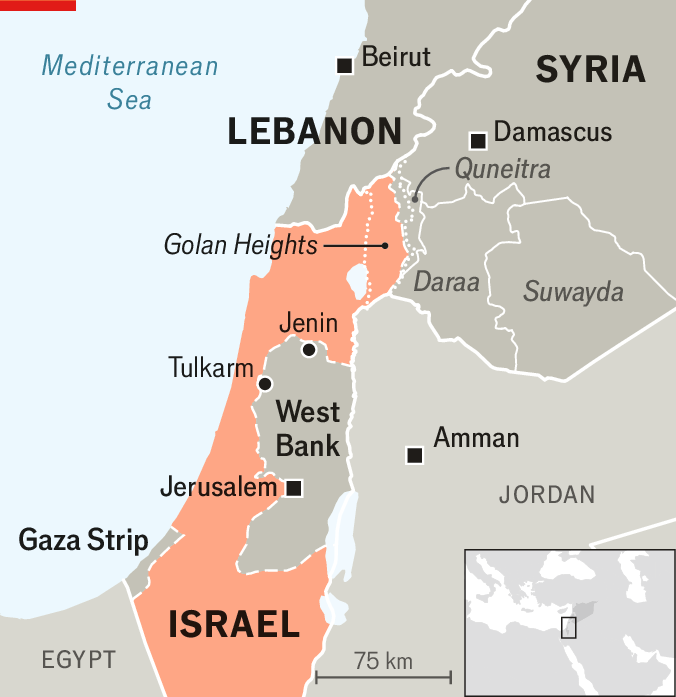 Beirut
Mediterranean
Sea
SYRIA
LEBANON
Damascus
Quneitra
Golan Heights
Daraa
Suwayda
Jenin
Tulkarm
West
Bank
Amman
Jerusalem
JORDAN
Gaza Strip
ISRAEL
EGYPT
75 km